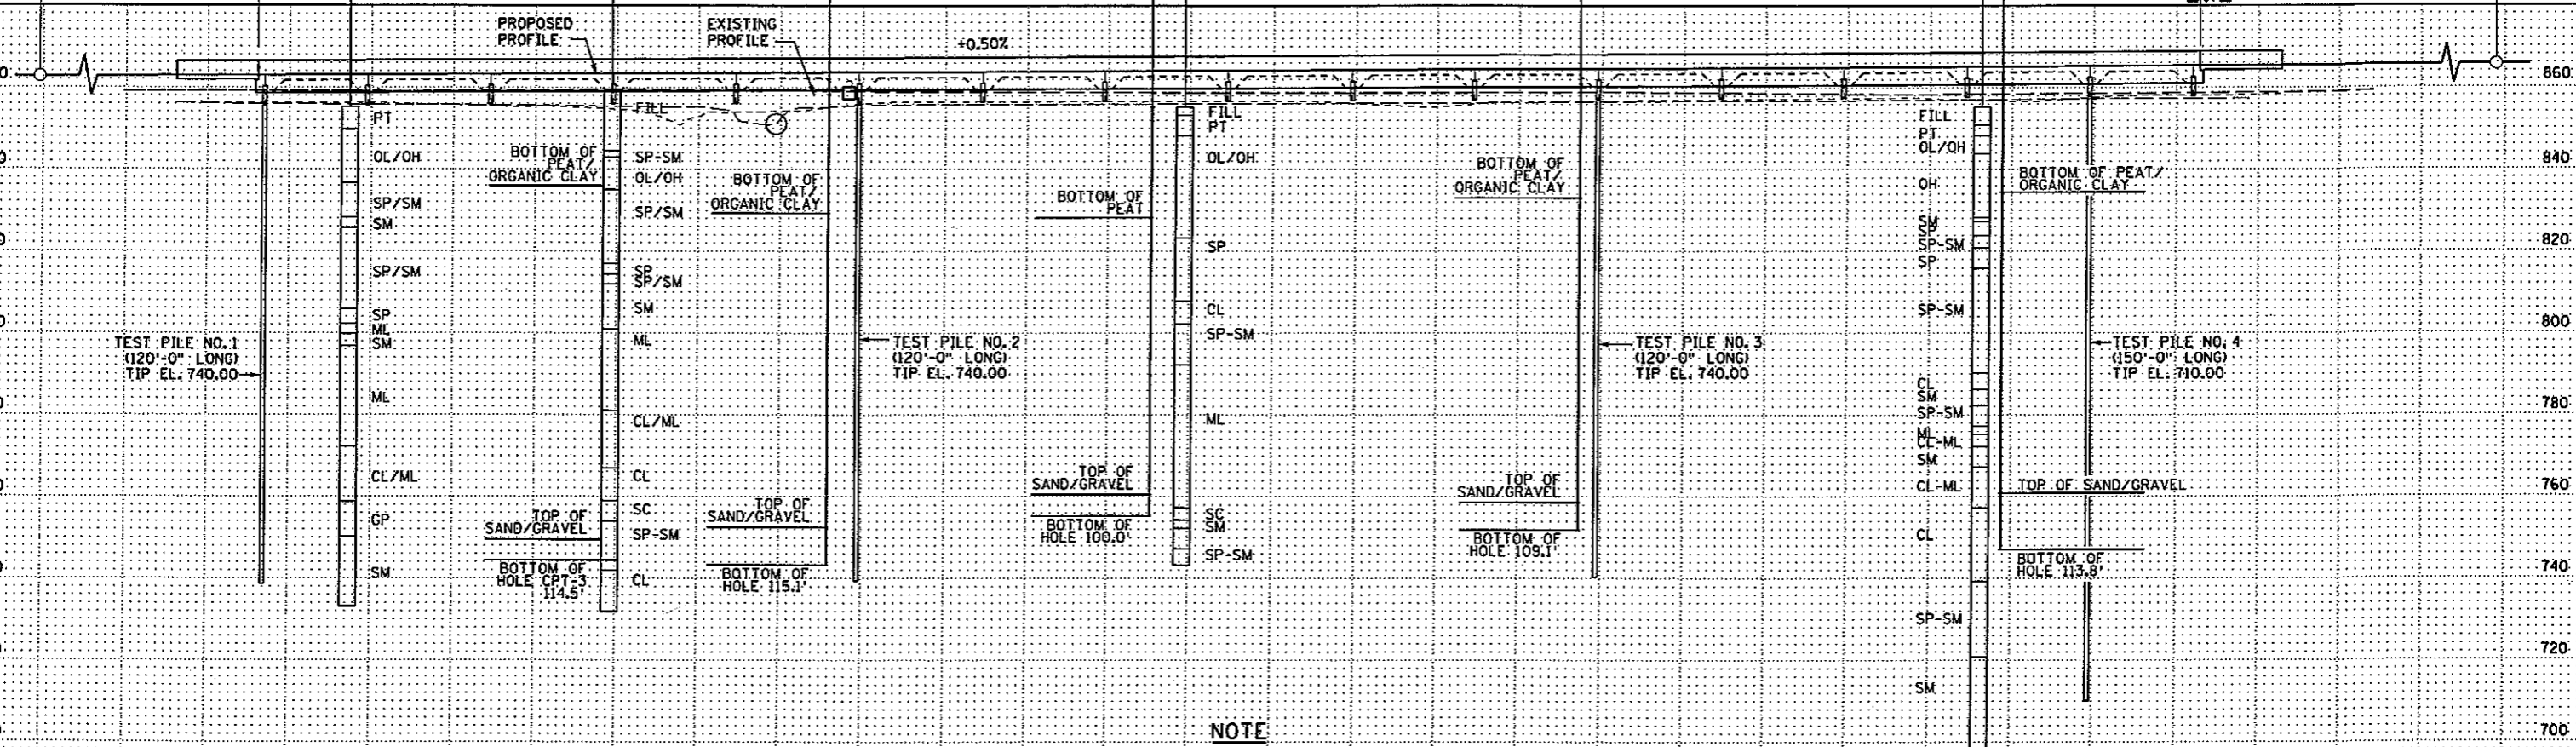 PROPOSED
PROFILE
EXISTING
PROFILE
+0.50%
860
840
820
800
780
760
740
720
700
TEST PILE NO. 1
(120'-0" LONG)
TIP EL. 740.00
PT
OL/OH
SP/SM
SM
SP/SM
SP
ML
SM
ML
CL/ML
GP
SM
BOTTOM OF
PEAT/
ORGANIC CLAY
TOP OF
SAND/GRAVEL
BOTTOM OF
HOLE CPT-3
114.5'
FILL
SP-SM
OL/OH
SP/SM
SP
SP/SM
SM
ML
CL/ML
CL
SC
SP-SM
CL
BOTTOM OF
PEAT/
ORGANIC CLAY
TOP OF
SAND/GRAVEL
BOTTOM OF
HOLE 115.1'
TEST PILE NO. 2
(120'-0" LONG)
TIP EL. 740.00
BOTTOM OF
PEAT
TOP OF
SAND/GRAVEL
BOTTOM OF
HOLE 100.0'
FILL
PT
OL/OH
SP
CL
SP-SM
ML
SC
SM
SP-SM
BOTTOM OF
PEAT/
ORGANIC CLAY
TOP OF
SAND/GRAVEL
BOTTOM OF
HOLE 109.1'
TEST PILE NO. 3
(120'-0" LONG)
TIP EL. 740.00
FILL
PT
OL/OH
OH
SM
SP
SP-SM
SP
SP-SM
CL
SM
SP-SM
ML
CL-ML
SM
CL-ML
CL
SP-SM
SM
BOTTOM OF PEAT/
ORGANIC CLAY
TOP OF SAND/GRAVEL
BOTTOM OF
HOLE 113.8'
TEST PILE NO. 4
(150'-0" LONG)
TIP EL. 710.00
NOTE